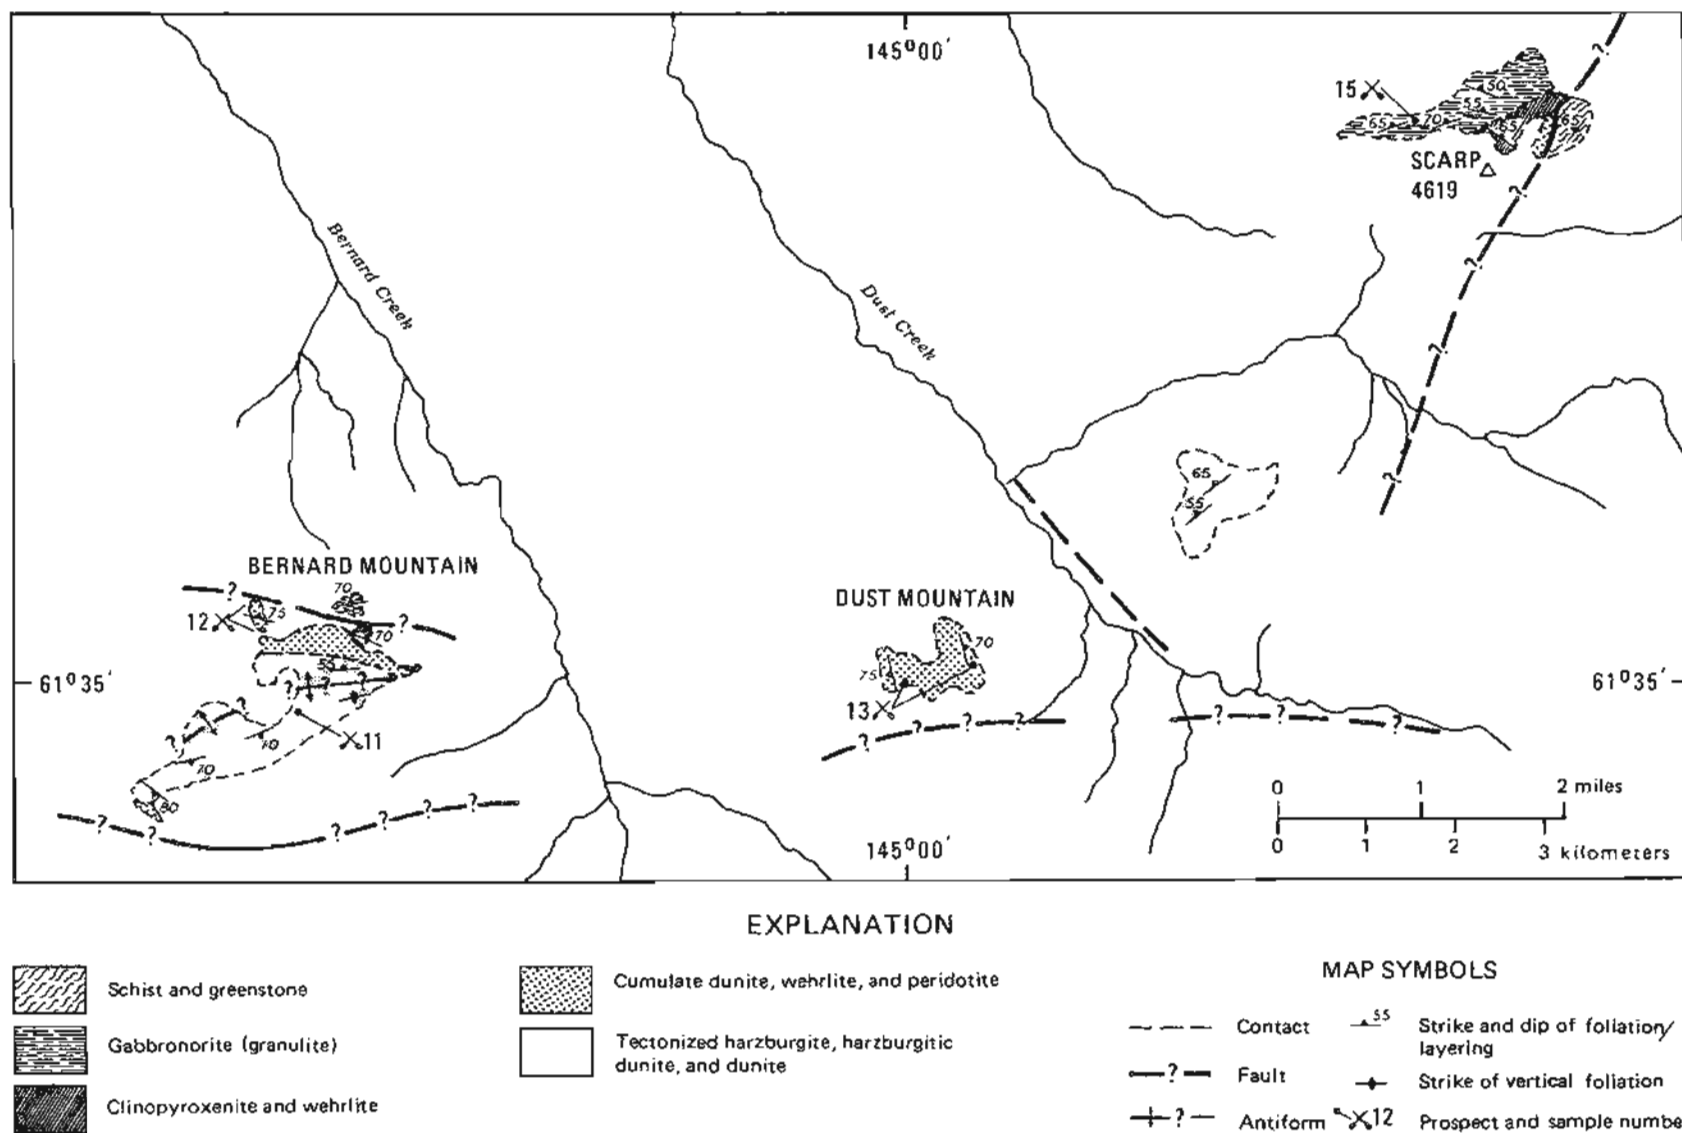 145°00′
15
50
55
65
70
65
65
SCARP
4619
Bernard Creek
Dust Creek
65
55
BERNARD MOUNTAIN
70
12
75
70
55
DUST MOUNTAIN
70
75
13
61°35′
61°35′
11
70
70
80
0 1 2 miles
0 1 2 3 kilometers
145°00′
EXPLANATION
Schist and greenstone
Gabbronorite (granulite)
Clinopyroxenite and wehrlite
Cumulate dunite, wehrlite, and peridotite
Tectonized harzburgite, harzburgitic
dunite, and dunite
MAP SYMBOLS
Contact
? Fault
? Antiform
55 Strike and dip of foliation/
layering
Strike of vertical foliation
12 Prospect and sample numbe